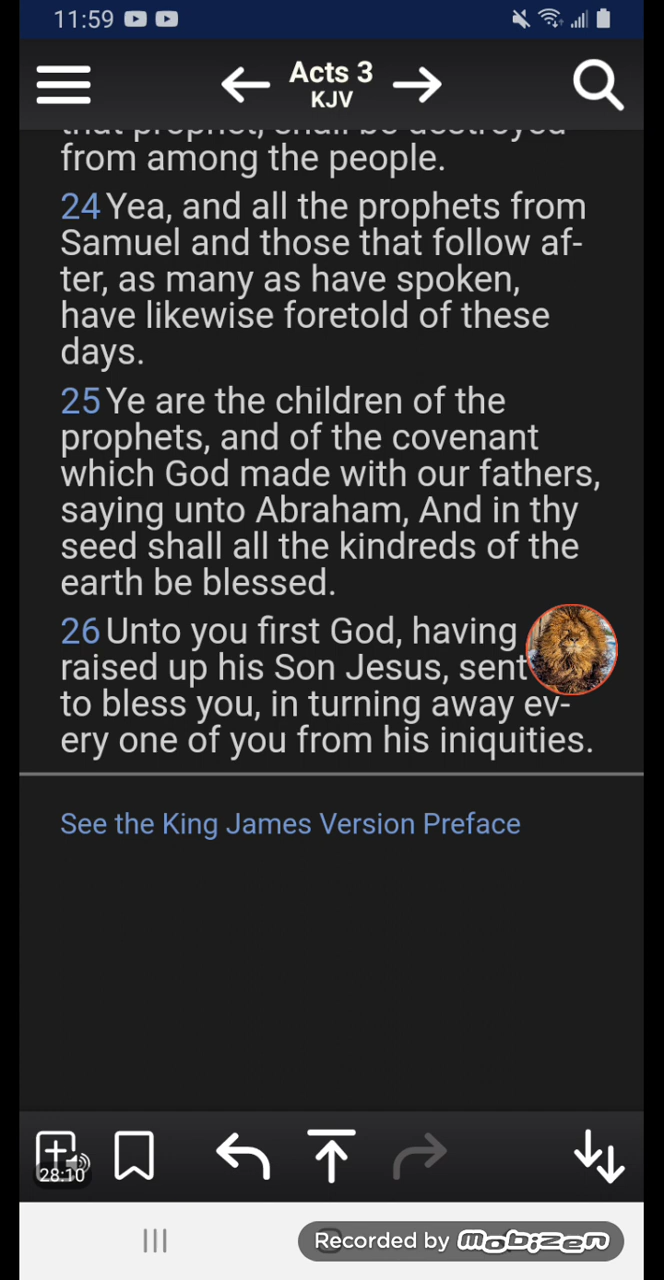 11:59
Acts 3
KJV
that prophet, shall be destroyed
from among the people.
24 Yea, and all the prophets from
Samuel and those that follow af-
ter, as many as have spoken,
have likewise foretold of these
days.
25 Ye are the children of the
prophets, and of the covenant
which God made with our fathers,
saying unto Abraham, And in thy
seed shall all the kindreds of the
earth be blessed.
26 Unto you first God, having
raised up his Son Jesus, sent
to bless you, in turning away ev-
ery one of you from his iniquities.
See the King James Version Preface
28:10
Recorded by mobizen